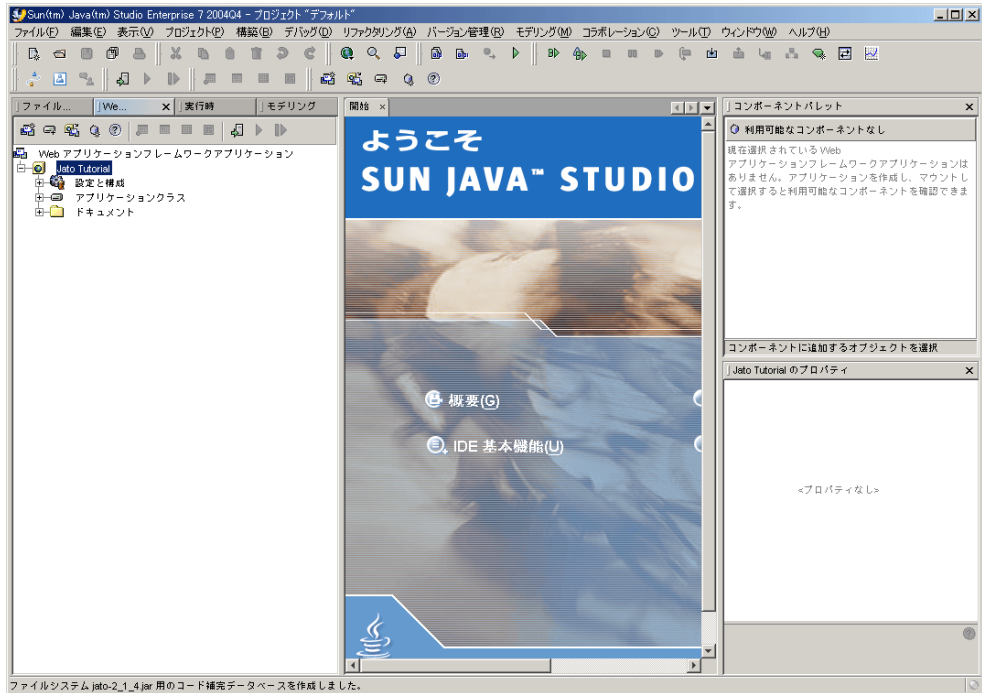 Sun(tm) Java(tm) Studio Enterprise 7 2004Q4 - プロジェクト "デフォルト"
ファイル(F) 編集(E) 表示(V) プロジェクト(P) 構築(B) デバッグ(D) リファクタリング(A) バージョン管理(R) モデリング(M) コラボレーション(C) ツール(T) ウィンドウ(W) ヘルプ(H)
ファイル... We... 実行時 モデリング
Web アプリケーションフレームワークアプリケーション
Jato Tutorial
設定と構成
アプリケーションクラス
ドキュメント
開始
ようこそ
SUN JAVA™ STUDIO
概要(G)
IDE 基本機能(U)
コンポーネントパレット
利用可能なコンポーネントなし
現在選択されている Web
アプリケーションフレームワークアプリケーションは
ありません。アプリケーションを作成し、マウントし
て選択すると利用可能なコンポーネントを確認できま
す。
コンポーネントに追加するオブジェクトを選択
Jato Tutorial のプロパティ
<プロパティなし>
ファイルシステム jato-2_1_4.jar 用のコード補完データベースを作成しました。